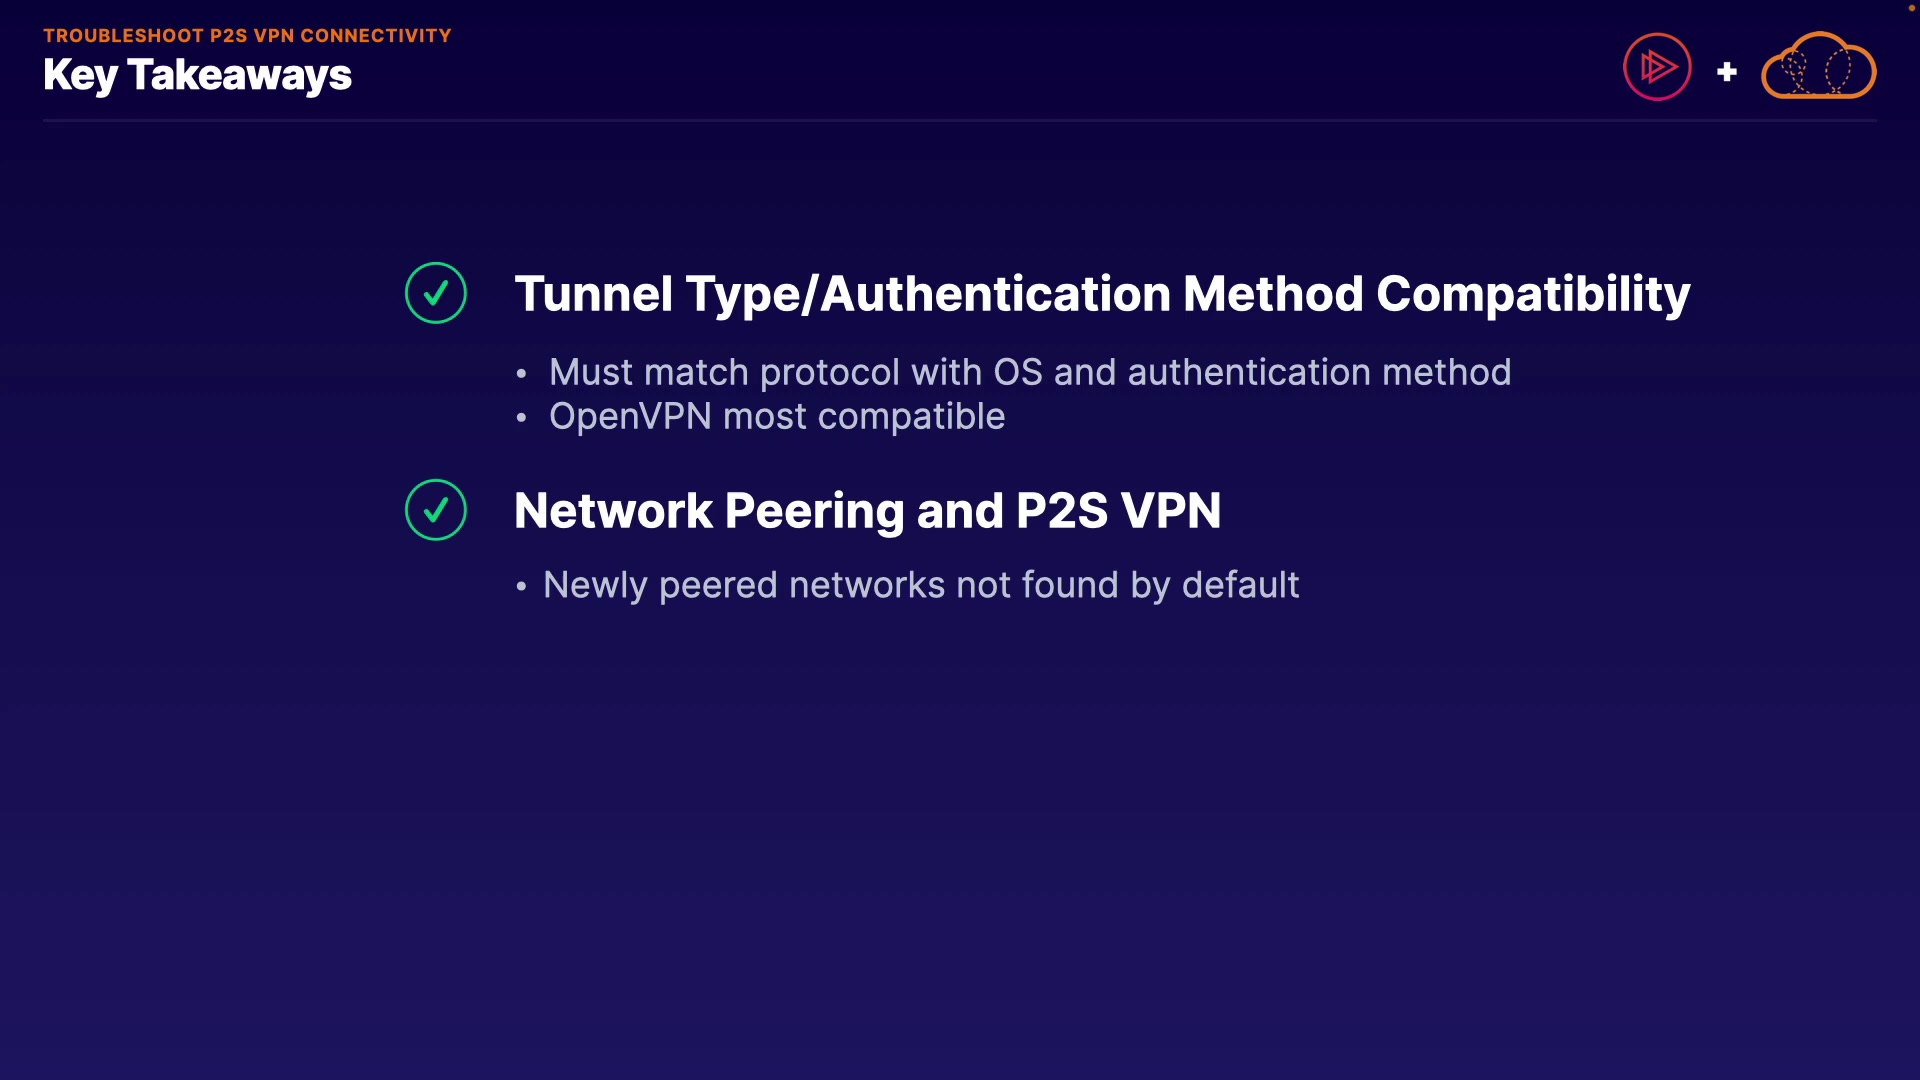 TROUBLESHOOT P2S VPN CONNECTIVITY
Key Takeaways
+
Tunnel Type/Authentication Method Compatibility
• Must match protocol with OS and authentication method
• OpenVPN most compatible
Network Peering and P2S VPN
• Newly peered networks not found by default